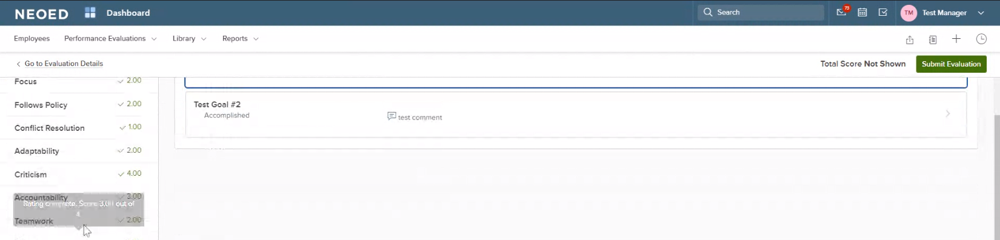 NEOED Dashboard Search 73 TM Test Manager
Employees Performance Evaluations Library Reports
Go to Evaluation Details Total Score Not Shown Submit Evaluation
Focus 2.00
Test Goal #2
Follows Policy 2.00
Accomplished
test comment
Conflict Resolution 1.00
Adaptability 2.00
Criticism 4.00
Accountability 3.00
Rating complete. Score 3.00 out of
4
Teamwork 2.00